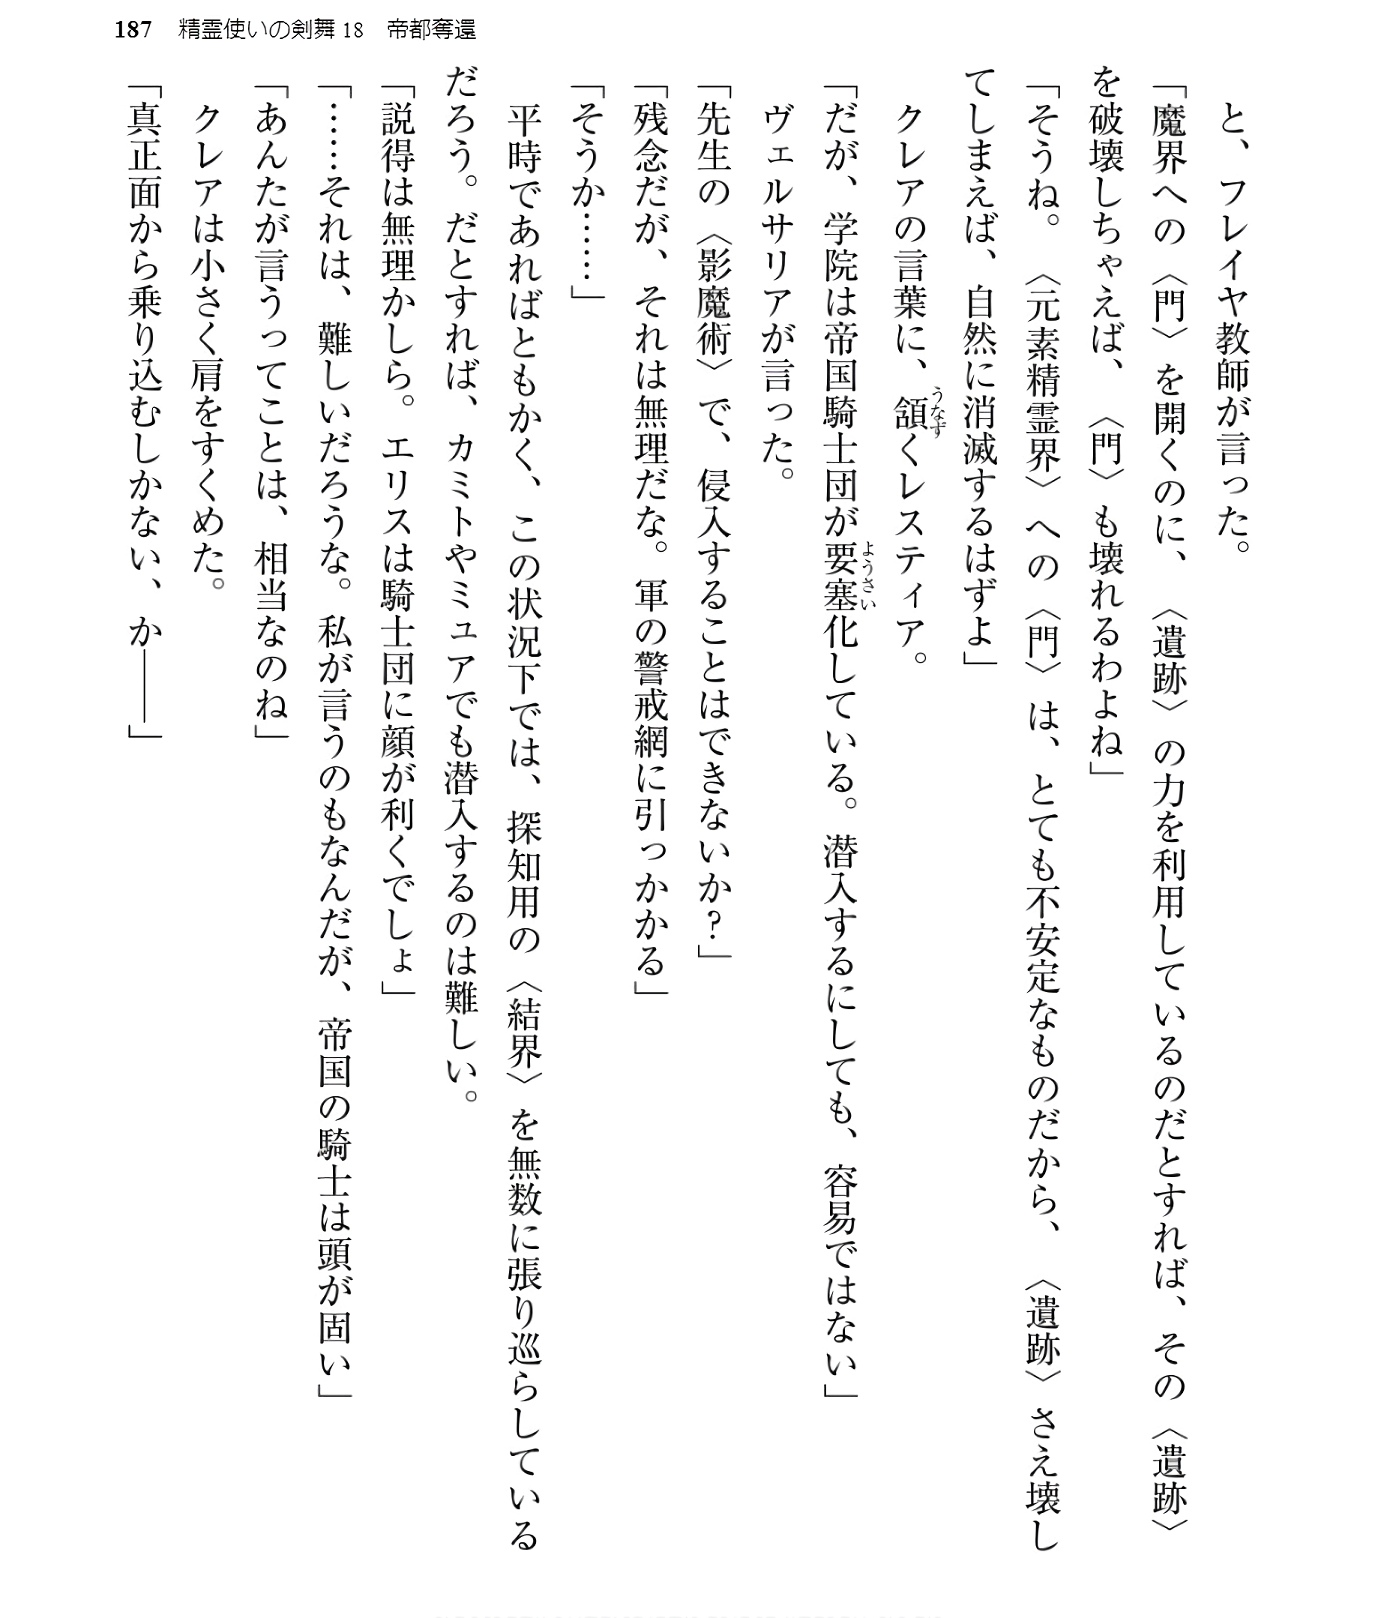 187　精霊使いの剣舞18　帝都奪還
　と、フレイヤ教師が言った。
「魔界への〈門〉を開くのに、〈遺跡〉の力を利用しているのだとすれば、その〈遺跡〉
を破壊しちゃえば、〈門〉も壊れるわよね」
「そうね。〈元素精霊界〉への〈門〉は、とても不安定なものだから、〈遺跡〉さえ壊し
てしまえば、自然に消滅するはずよ」
　クレアの言葉に、頷くレスティア。
うなず
「だが、学院は帝国騎士団が要塞化している。潜入するにしても、容易ではない」
ようさい
　ヴェルサリアが言った。
「先生の〈影魔術〉で、侵入することはできないか？」
「残念だが、それは無理だな。軍の警戒網に引っかかる」
「そうか……」
　平時であればともかく、この状況下では、探知用の〈結界〉を無数に張り巡らしている
だろう。だとすれば、カミトやミュアでも潜入するのは難しい。
「説得は無理かしら。エリスは騎士団に顔が利くでしょ」
「……それは、難しいだろうな。私が言うのもなんだが、帝国の騎士は頭が固い」
「あんたが言うってことは、相当なのね」
　クレアは小さく肩をすくめた。
「真正面から乗り込むしかない、か――」